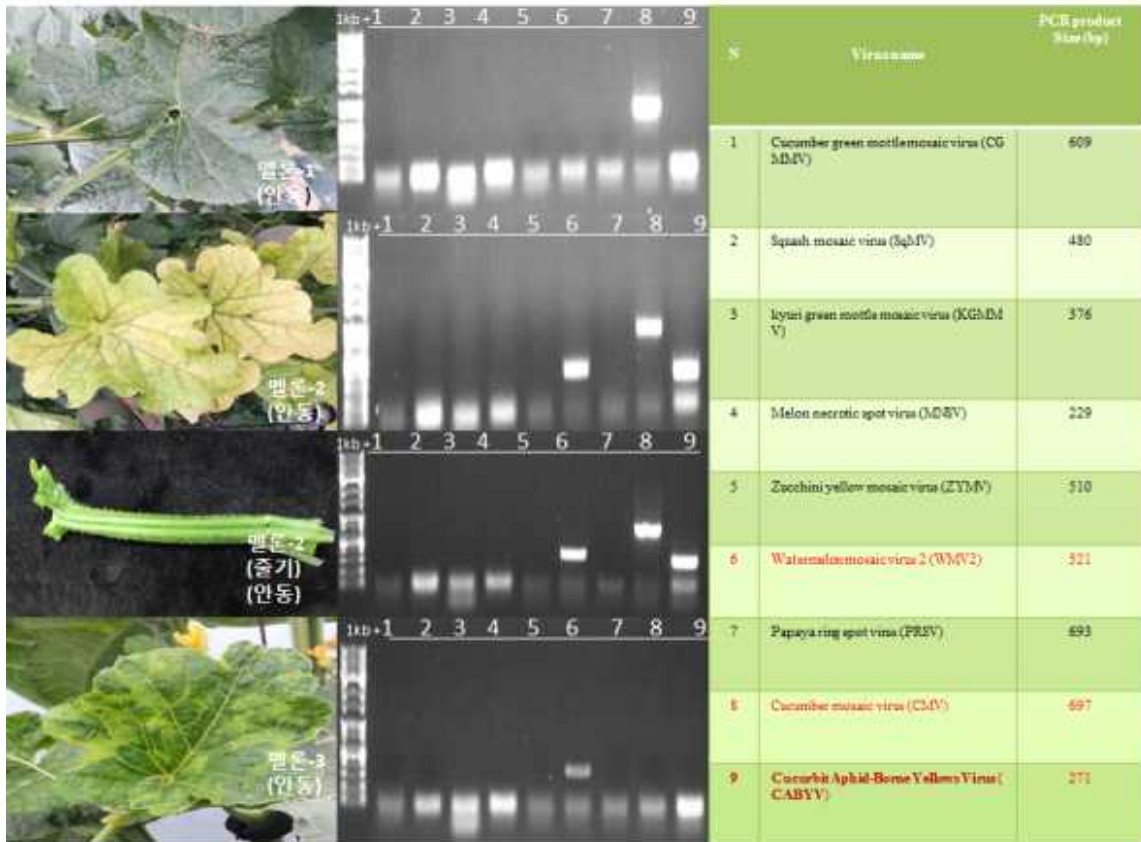 1kb+1 2 3 4 5 6 7 8 9
멜론-1
(안동)
1kb+1 2 3 4 5 6 7 8 9
멜론-2
(안동)
1kb+1 2 3 4 5 6 7 8 9
멜론-2
(줄기)
(안동)
1kb+1 2 3 4 5 6 7 8 9
멜론-3
(안동)
N Virus name PCR product
Size (bp)
1 Cucumber green mottle mosaic virus (CG 609
MMV)
2 Squash mosaic virus (SqMV) 480
3 kyuri green mottle mosaic virus (KGMM 376
V)
4 Melon necrotic spot virus (MNSV) 229
5 Zucchini yellow mosaic virus (ZYMV) 510
6 Watermelon mosaic virus 2 (WMV2) 521
7 Papaya ring spot virus (PRSV) 693
8 Cucumber mosaic virus (CMV) 697
9 Cucurbit Aphid-Borne Yellows Virus ( 271
CABYV)